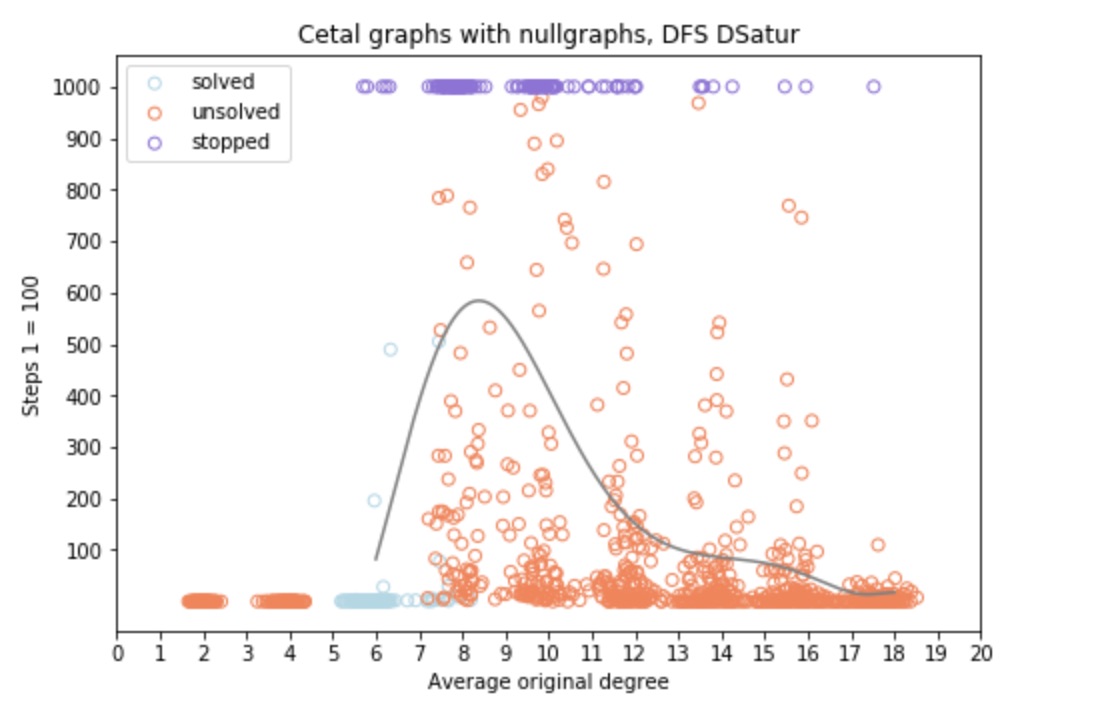 Cetal graphs with nullgraphs, DFS DSatur
solved
unsolved
stopped
1000
900
800
700
600
500
400
300
200
100
Steps 1 = 100
0 1 2 3 4 5 6 7 8 9 10 11 12 13 14 15 16 17 18 19 20
Average original degree